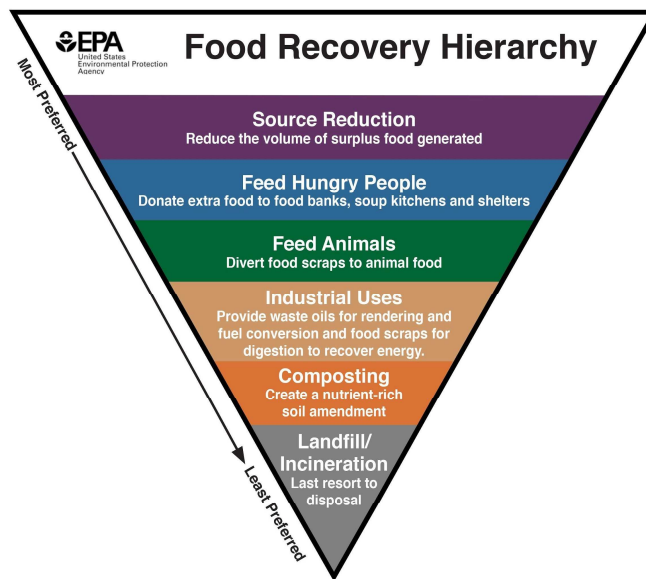 EPA
United States
Environmental Protection
Agency
Food Recovery Hierarchy
Most Preferred
Source Reduction
Reduce the volume of surplus food generated
Feed Hungry People
Donate extra food to food banks, soup kitchens and shelters
Feed Animals
Divert food scraps to animal food
Industrial Uses
Provide waste oils for rendering and
fuel conversion and food scraps for
digestion to recover energy.
Composting
Create a nutrient-rich
soil amendment
Landfill/
Incineration
Last resort to
disposal
Least Preferred